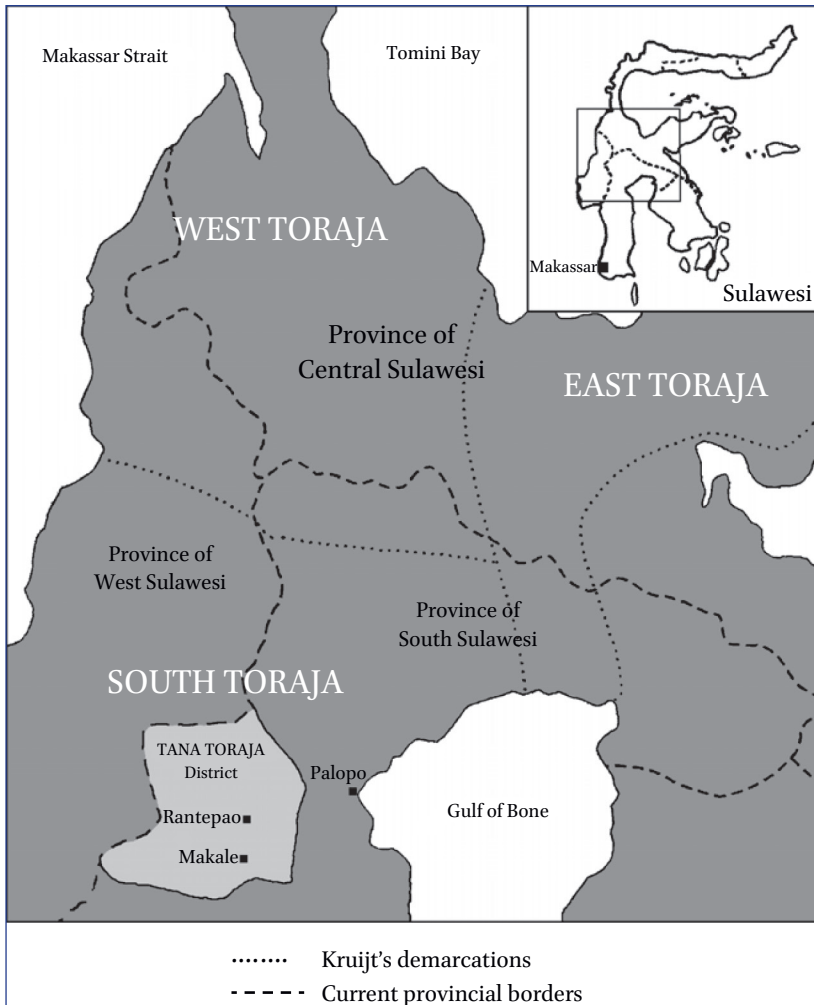 Makassar Strait
Tomini Bay
Makassar
Sulawesi
WEST TORAJA
Province of
Central Sulawesi
EAST TORAJA
Province of
West Sulawesi
Province of
South Sulawesi
SOUTH TORAJA
TANA TORAJA
District
Rantepao
Makale
Palopo
Gulf of Bone
Kruijt's demarcations
Current provincial borders